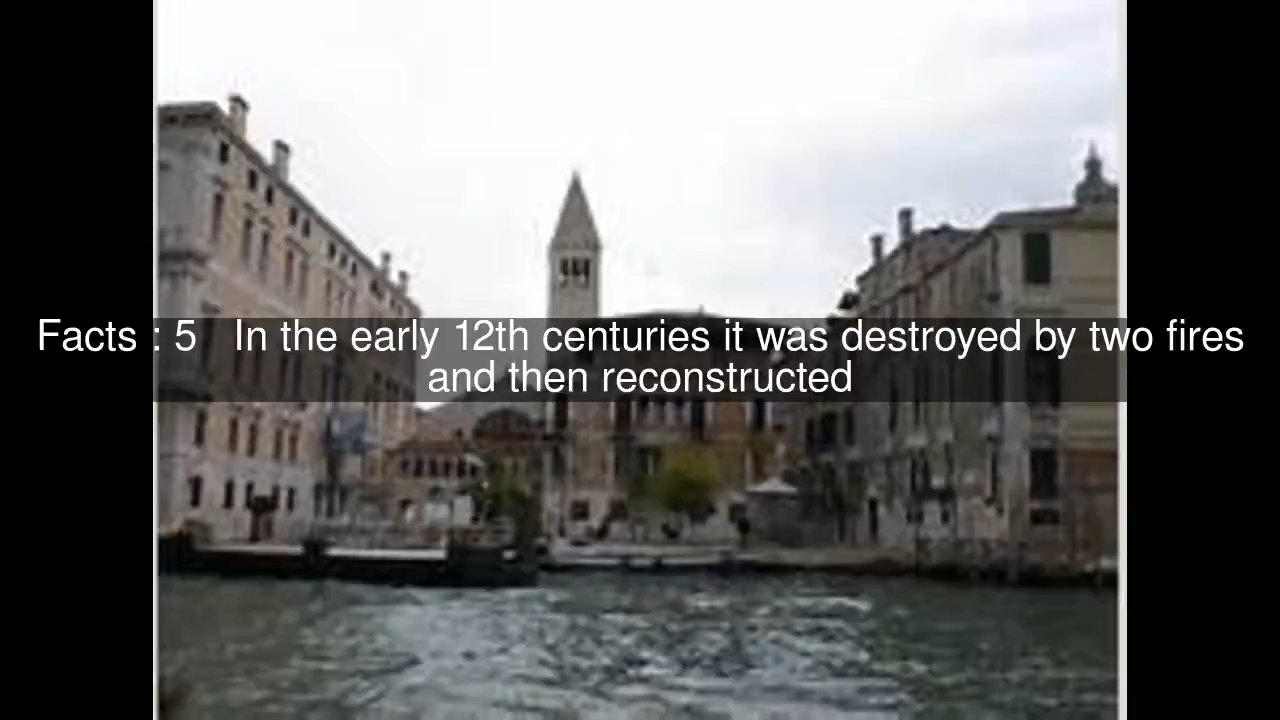 Facts : 5   In the early 12th centuries it was destroyed by two fires
and then reconstructed